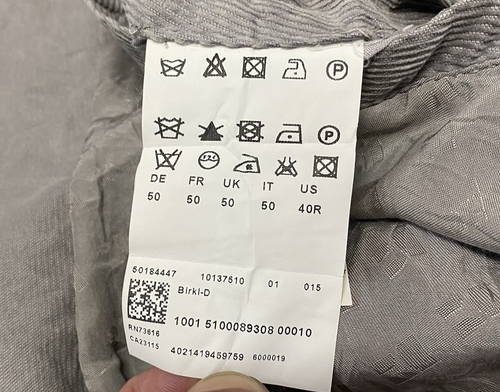 DE FR UK IT US
50 50 50 50 40R
50184447 10137510 01 015
Birkl-D
1001 5100089308 00010
RN73616
CA23115 4021419459759 6000019